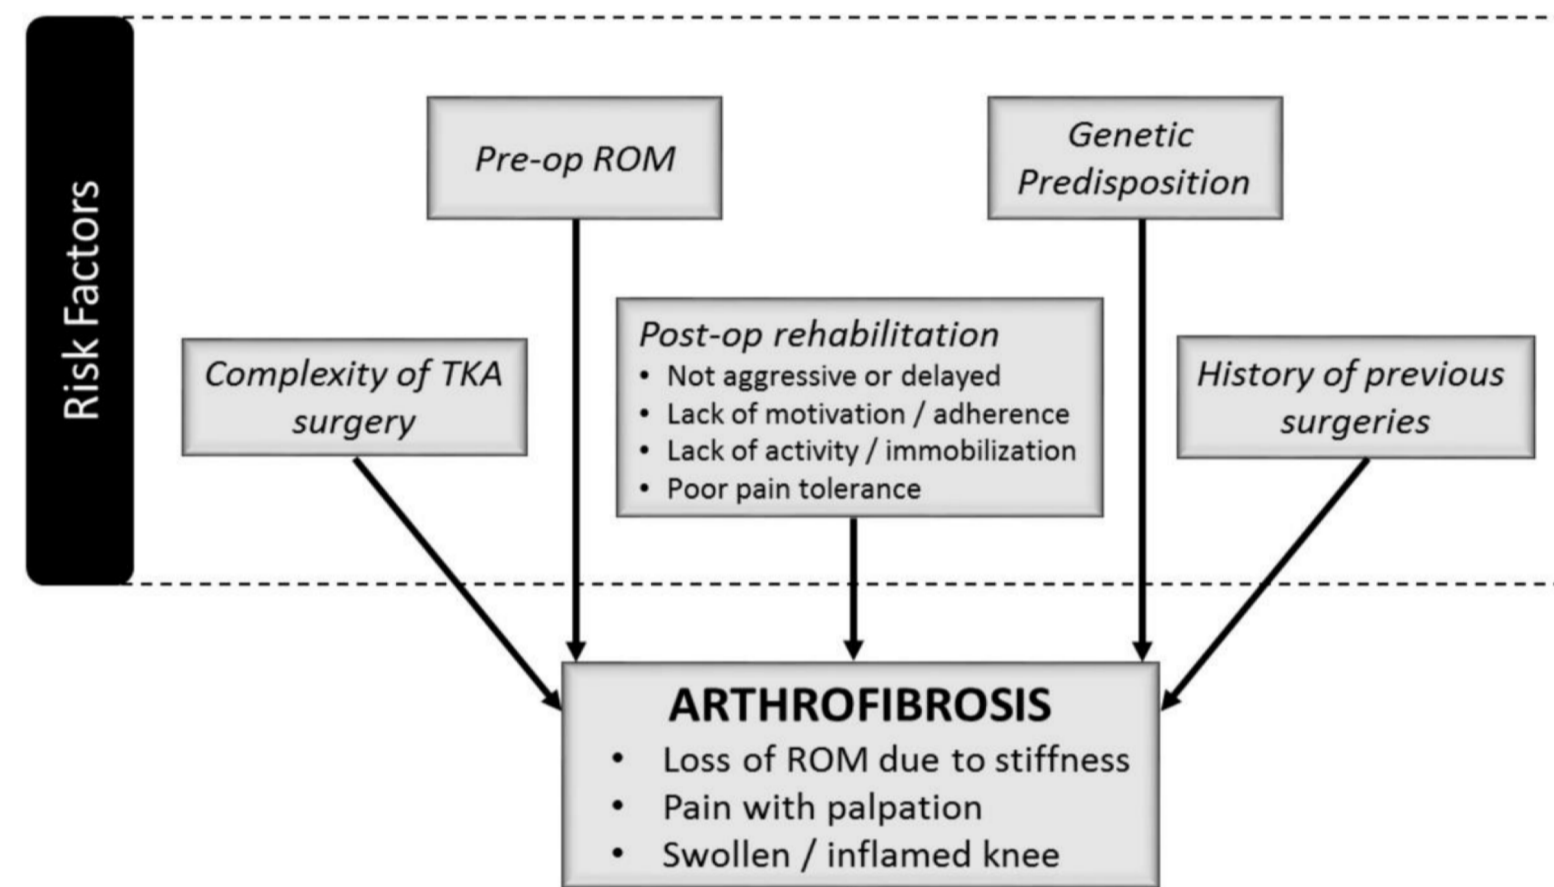 Risk Factors
Pre-op ROM
Genetic
Predisposition
Complexity of TKA
surgery
Post-op rehabilitation
• Not aggressive or delayed
• Lack of motivation / adherence
• Lack of activity / immobilization
• Poor pain tolerance
History of previous
surgeries
ARTHROFIBROSIS
• Loss of ROM due to stiffness
• Pain with palpation
• Swollen / inflamed knee